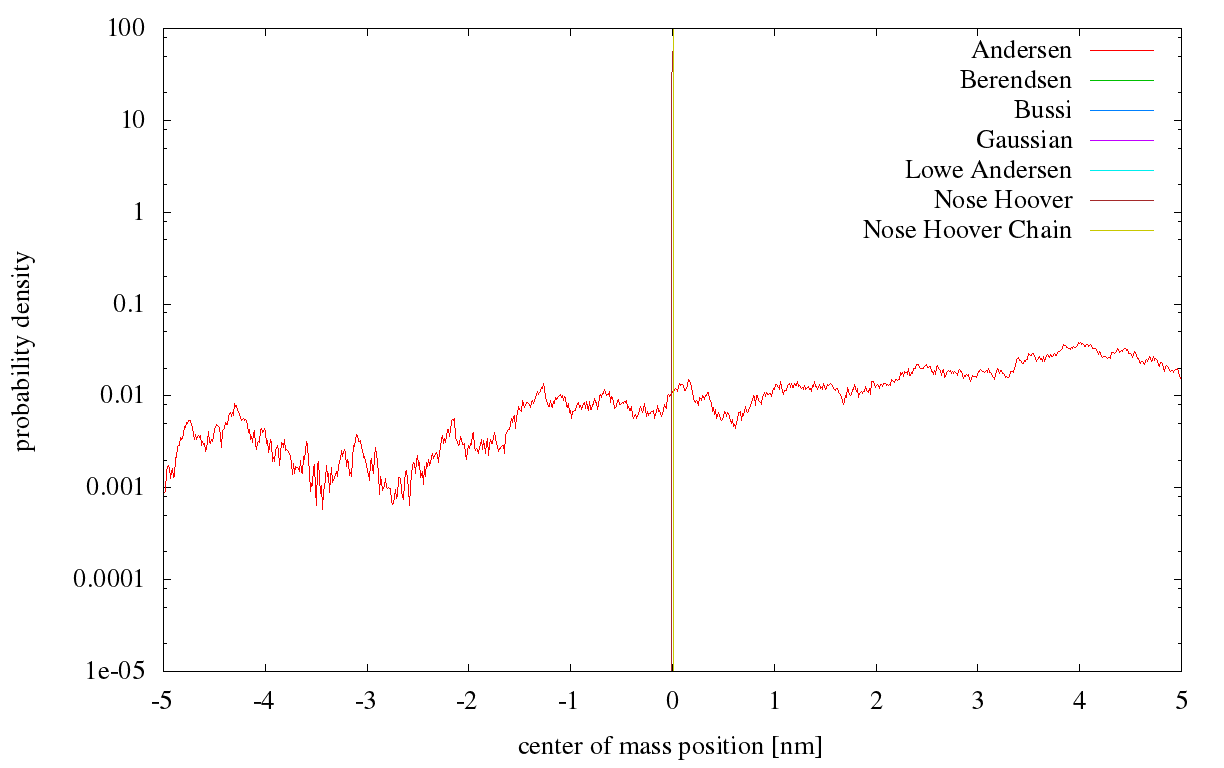 100
10
1
0.1
0.01
0.001
0.0001
1e-05
probability density
Andersen
Berendsen
Bussi
Gaussian
Lowe Andersen
Nose Hoover
Nose Hoover Chain
-5 -4 -3 -2 -1 0 1 2 3 4 5
center of mass position [nm]